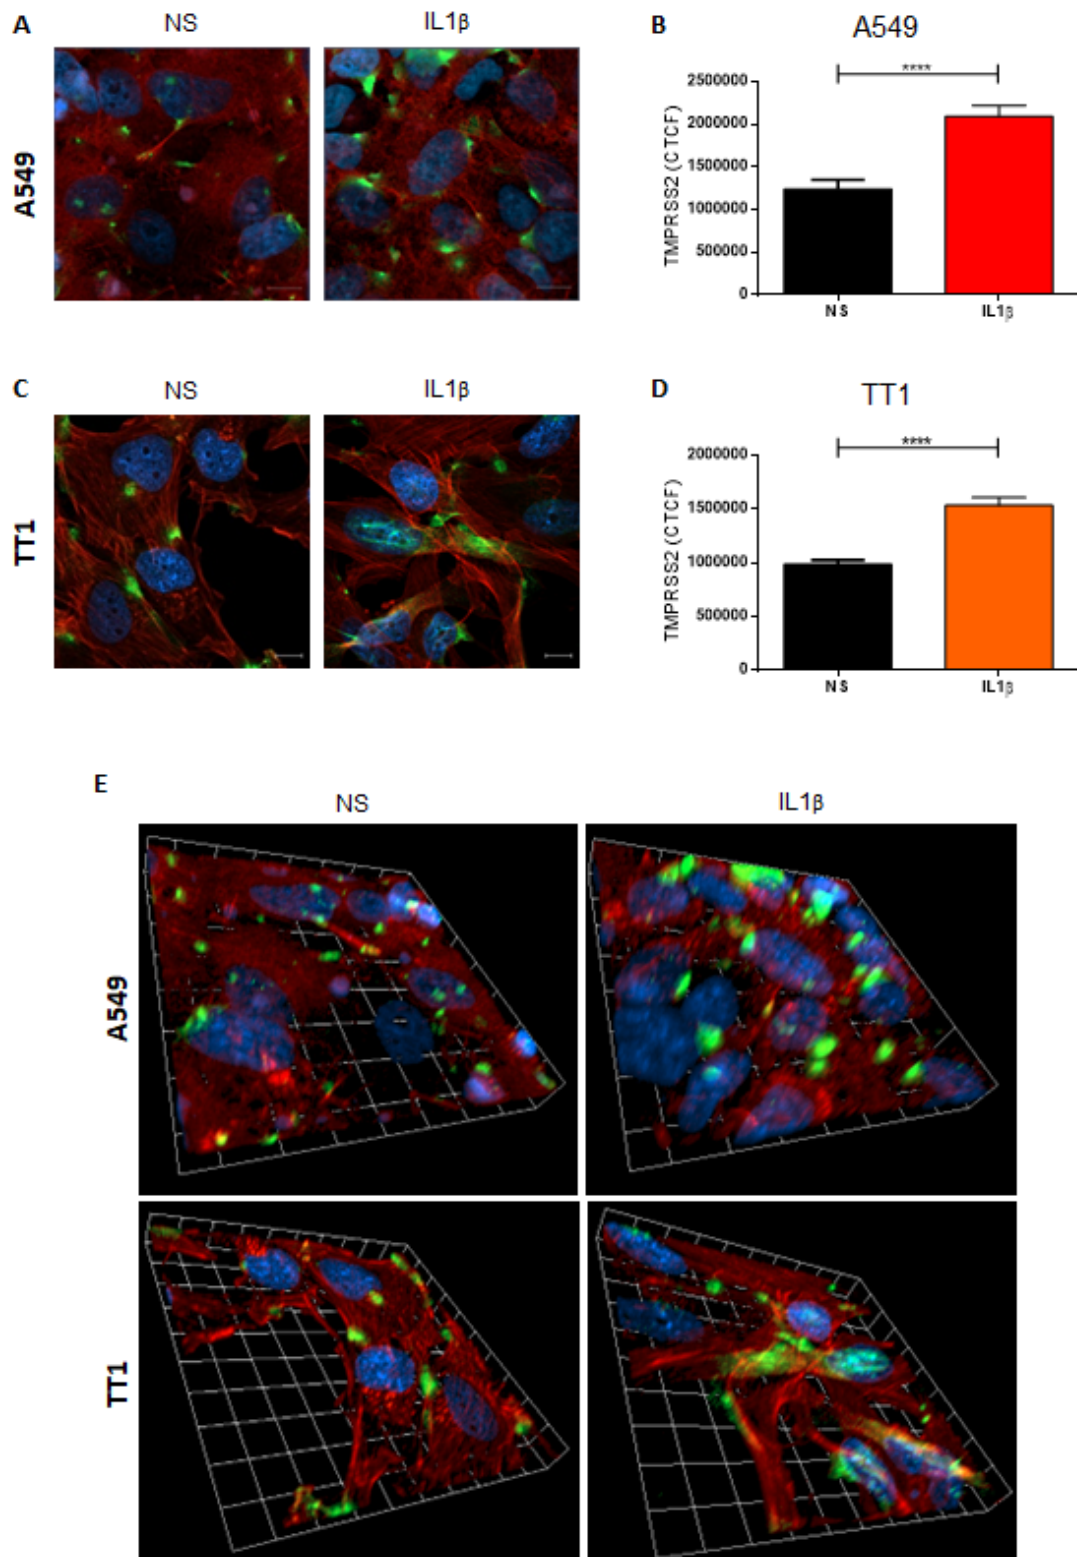 A
NS
IL1β
A549
B
A549
****
TMPRSS2 (CTCF)
2500000
2000000
1500000
1000000
500000
0
NS
IL1β
C
NS
IL1β
TT1
D
TT1
****
TMPRSS2 (CTCF)
2000000
1500000
1000000
500000
0
NS
IL1β
E
NS
IL1β
A549
TT1